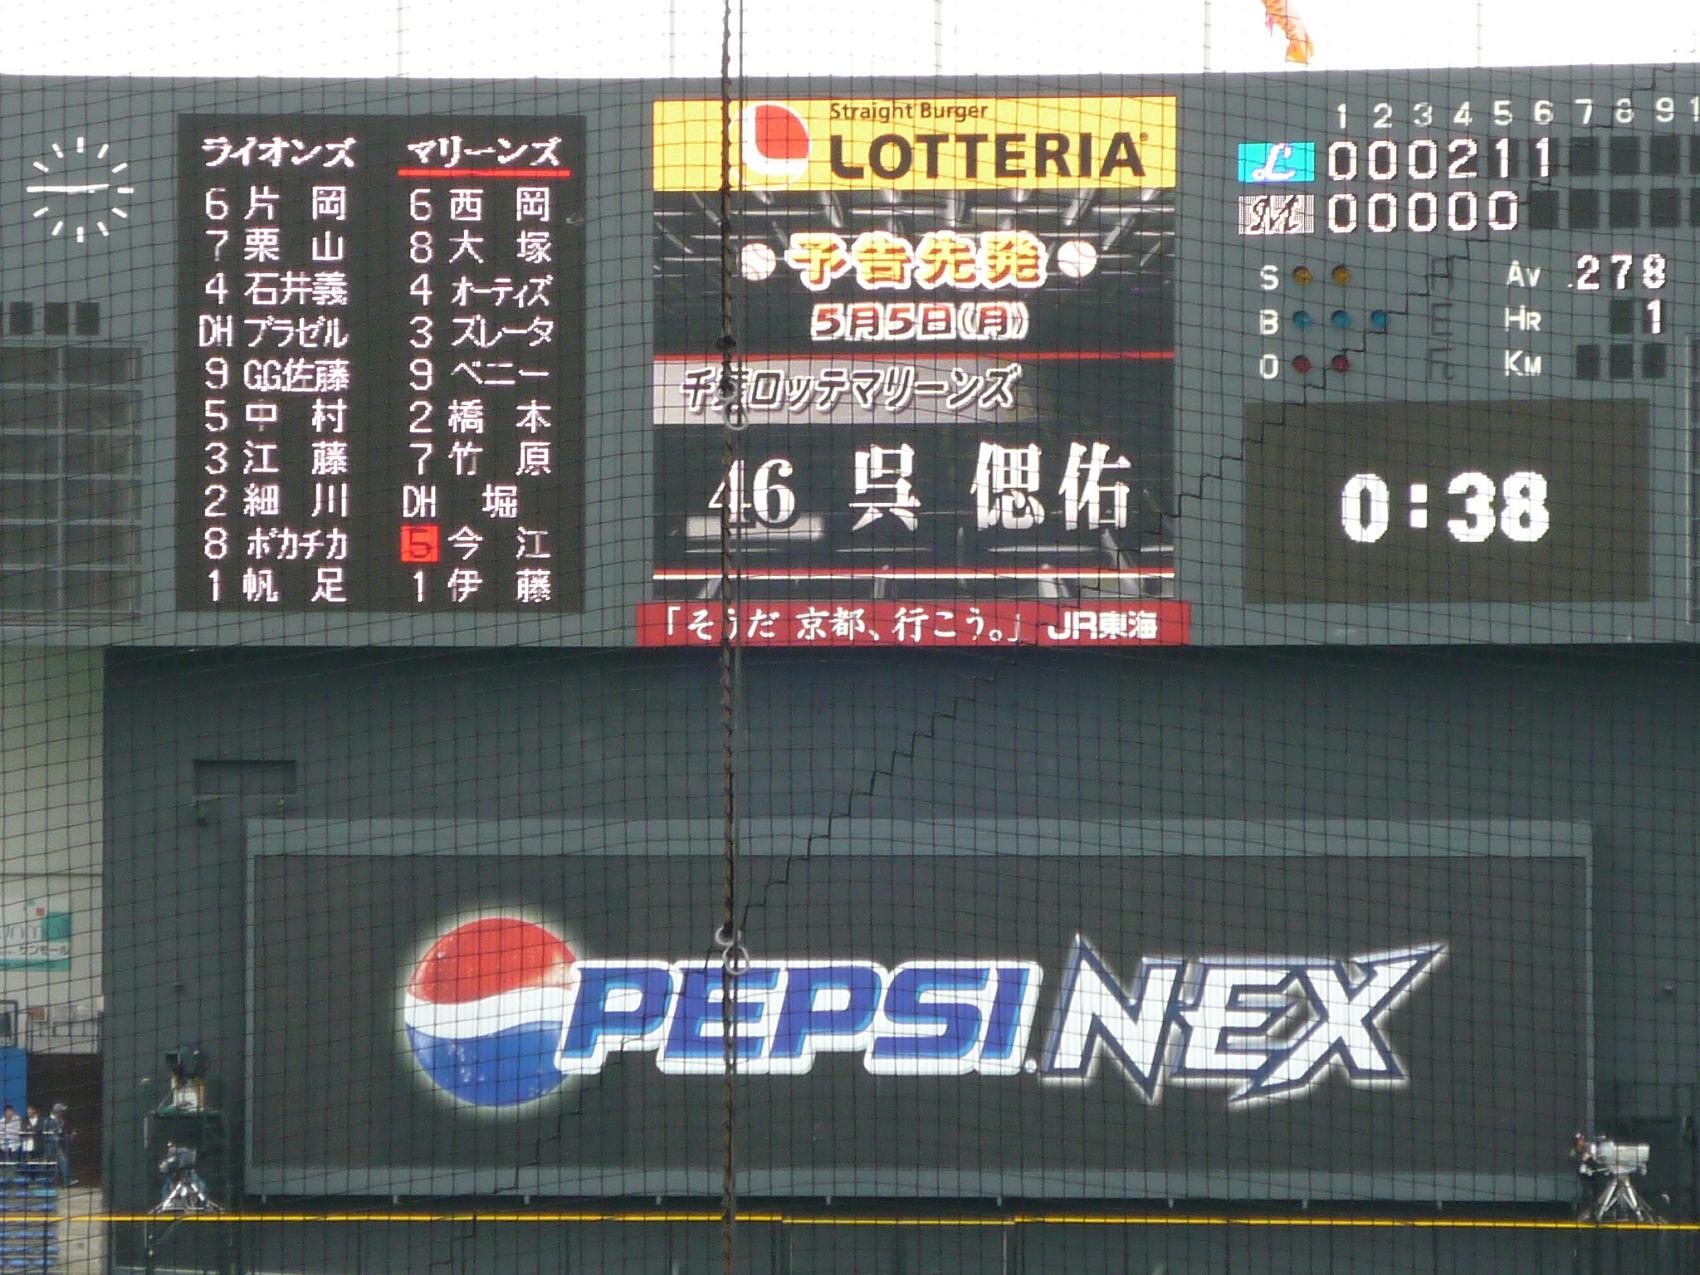 ライオンズ
6 片岡
7 栗山
4 石井義
DH ブラゼル
9 G.G.佐藤
5 中村
3 江藤
2 細川
8 ボカチカ
1 帆足
マリーンズ
6 西岡
8 大塚
4 オーティズ
3 ズレータ
9 ベニー
2 橋本
7 竹原
DH 堀
5 今江
1 伊藤
Straight Burger
LOTTERIA
予告先発
5月5日(月)
千葉ロッテマリーンズ
46 呉 偲佑
「そうだ 京都、行こう。」 JR東海
1 2 3 4 5 6 7 8 9 1
L 0 0 0 2 1 1
M 0 0 0 0 0
S Av .278
B HR 1
O KM
0:38
PEPSI NEX